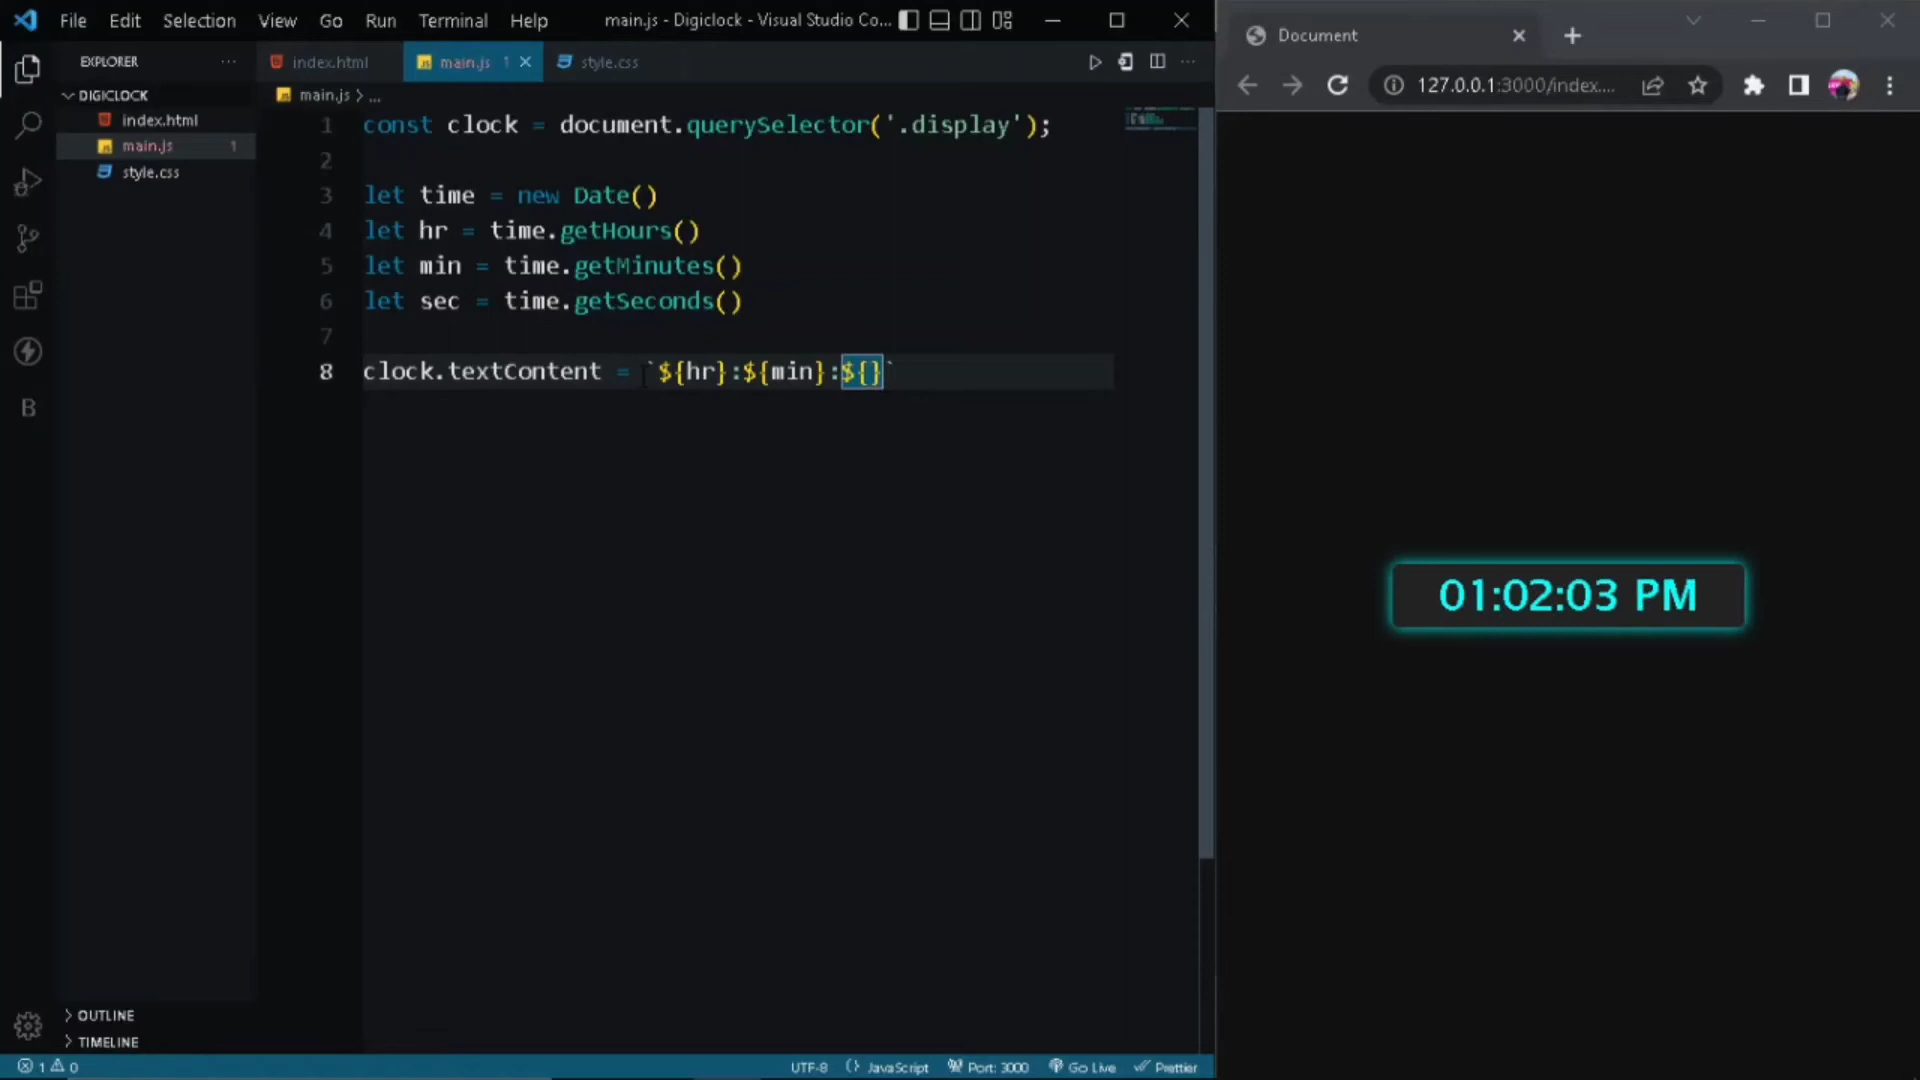 File Edit Selection View Go Run Terminal Help main.js - Digiclock - Visual Studio Co...
EXPLORER ...
DIGICLOCK
index.html
main.js 1
style.css
OUTLINE
TIMELINE
index.html main.js 1 style.css
main.js > ...
1 const clock = document.querySelector('.display');
2
3 let time = new Date()
4 let hr = time.getHours()
5 let min = time.getMinutes()
6 let sec = time.getSeconds()
7
8 clock.textContent = `${hr}:${min}:${}`
B
1 0 UTF-8 JavaScript Port: 3000 Go Live Prettier
Document
127.0.0.1:3000/index....
01:02:03 PM